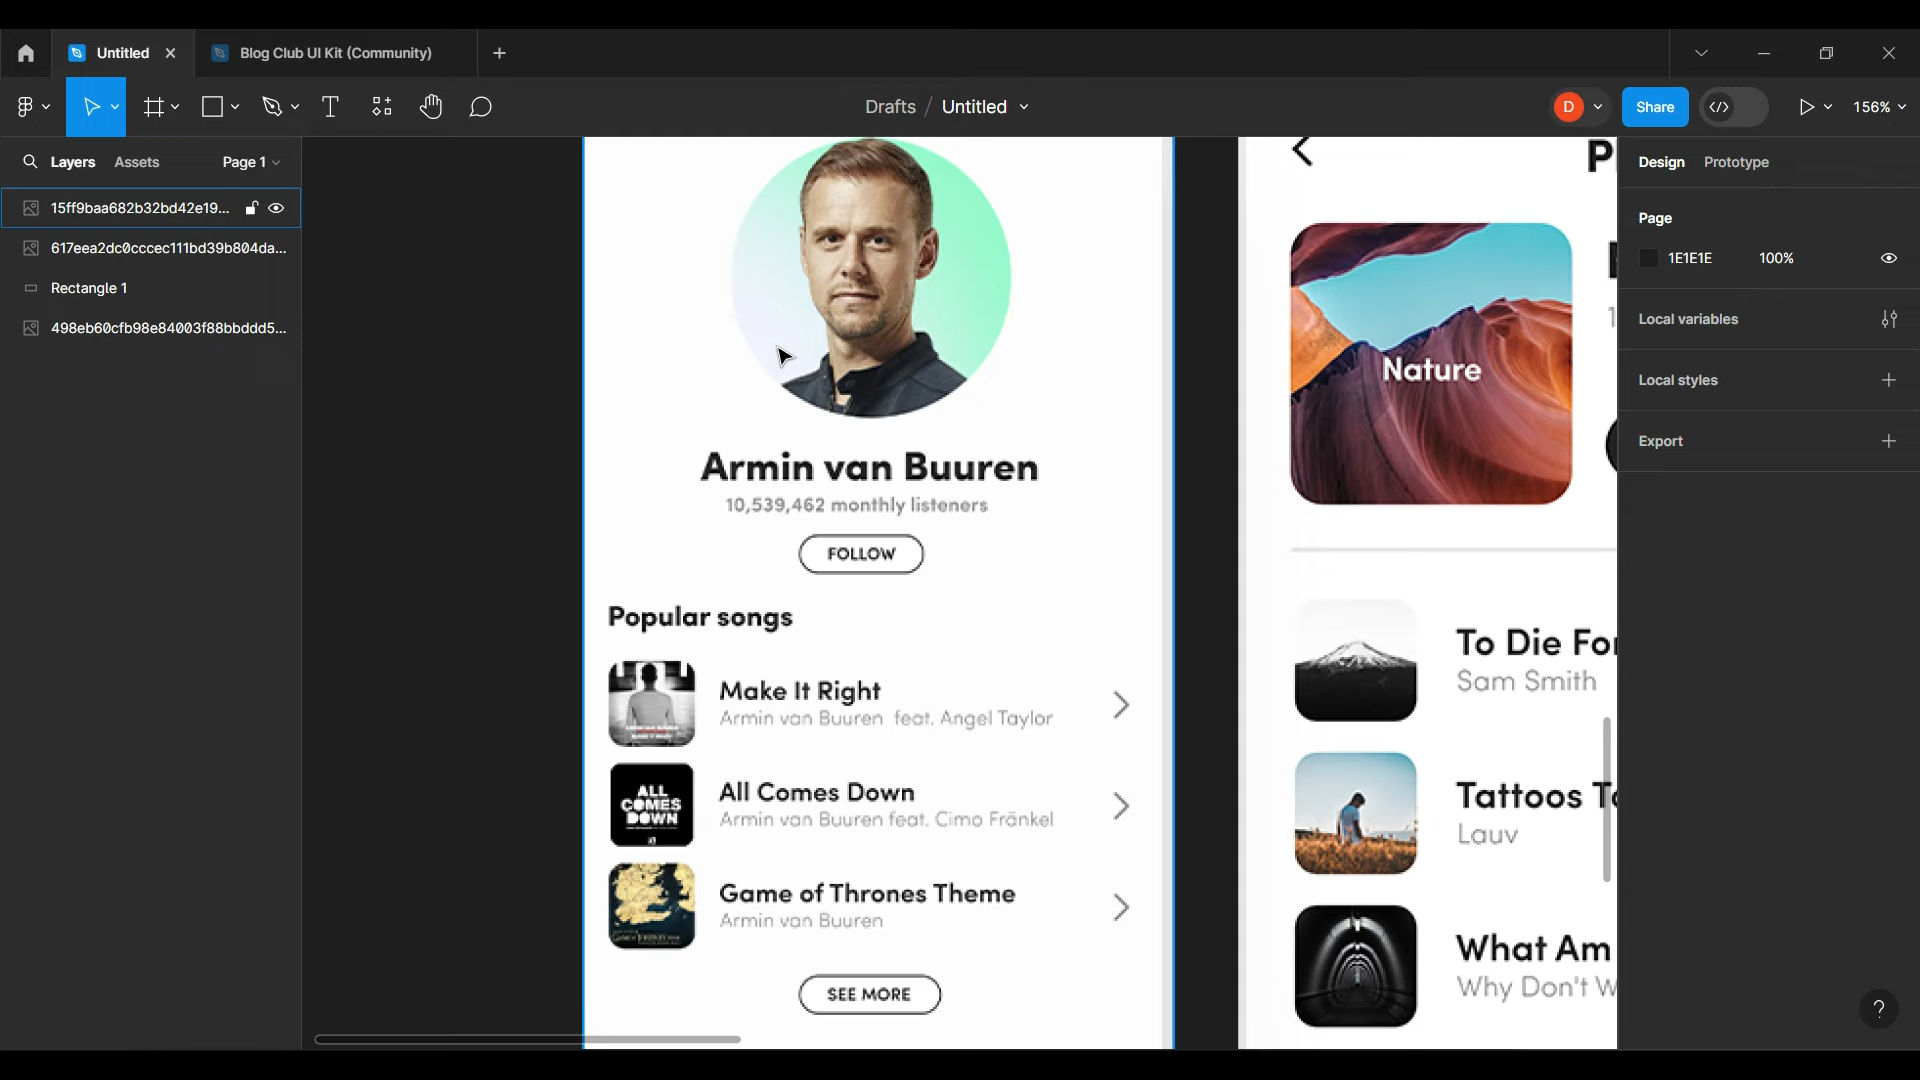 Untitled
Blog Club UI Kit (Community)
Drafts / Untitled
D
Share
156%
Layers
Assets
Page 1
15ff9baa682b32bd42e19...
617eea2dc0cccec111bd39b804da...
Rectangle 1
498eb60cfb98e84003f88bbddd5...
Armin van Buuren
10,539,462 monthly listeners
FOLLOW
Popular songs
Make It Right
Armin van Buuren feat. Angel Taylor
ALL
COMES
DOWN
All Comes Down
Armin van Buuren feat. Cimo Fränkel
Game of Thrones Theme
Armin van Buuren
SEE MORE
P
Nature
To Die For
Sam Smith
Tattoos To
Lauv
What Am
Why Don't W
Design
Prototype
Page
1E1E1E
100%
Local variables
Local styles
Export
?